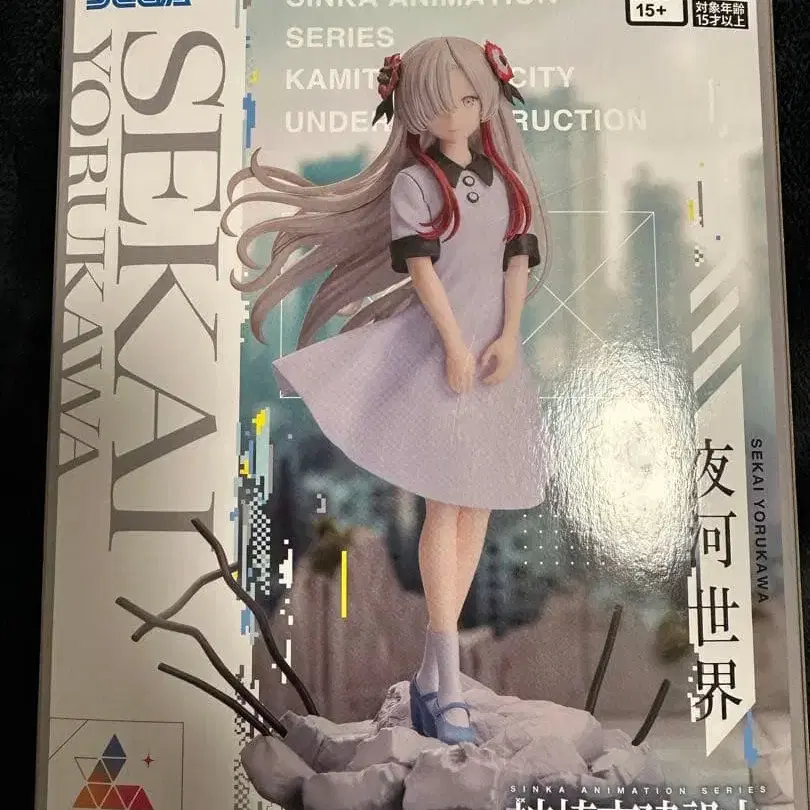 SEGA
SINKA ANIMATION
SERIES
KAMIT CITY
UNDER RUCTION
15+
対象年齢
15才以上
SEKAI
YORUKAWA
夜河世界
SEKAI YORUKAWA
SINKA ANIMATION SERIES